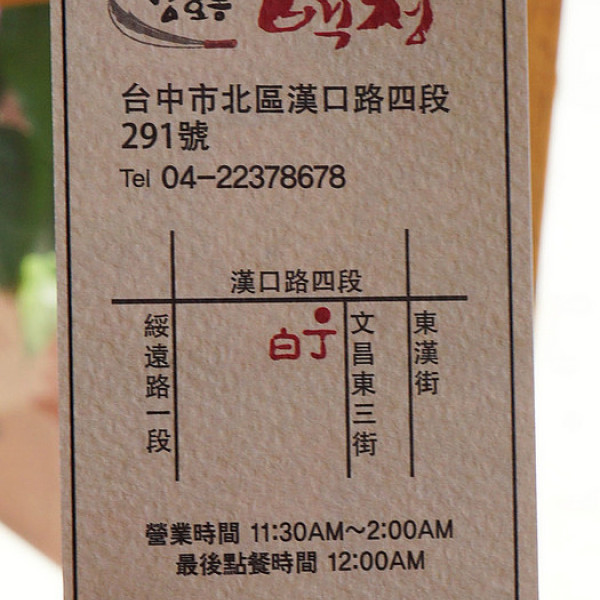 台中市北區漢口路四段
291號
Tel 04-22378678
漢口路四段
綏遠路一段
白丁
文昌東三街
東漢街
營業時間 11:30AM～2:00AM
最後點餐時間 12:00AM